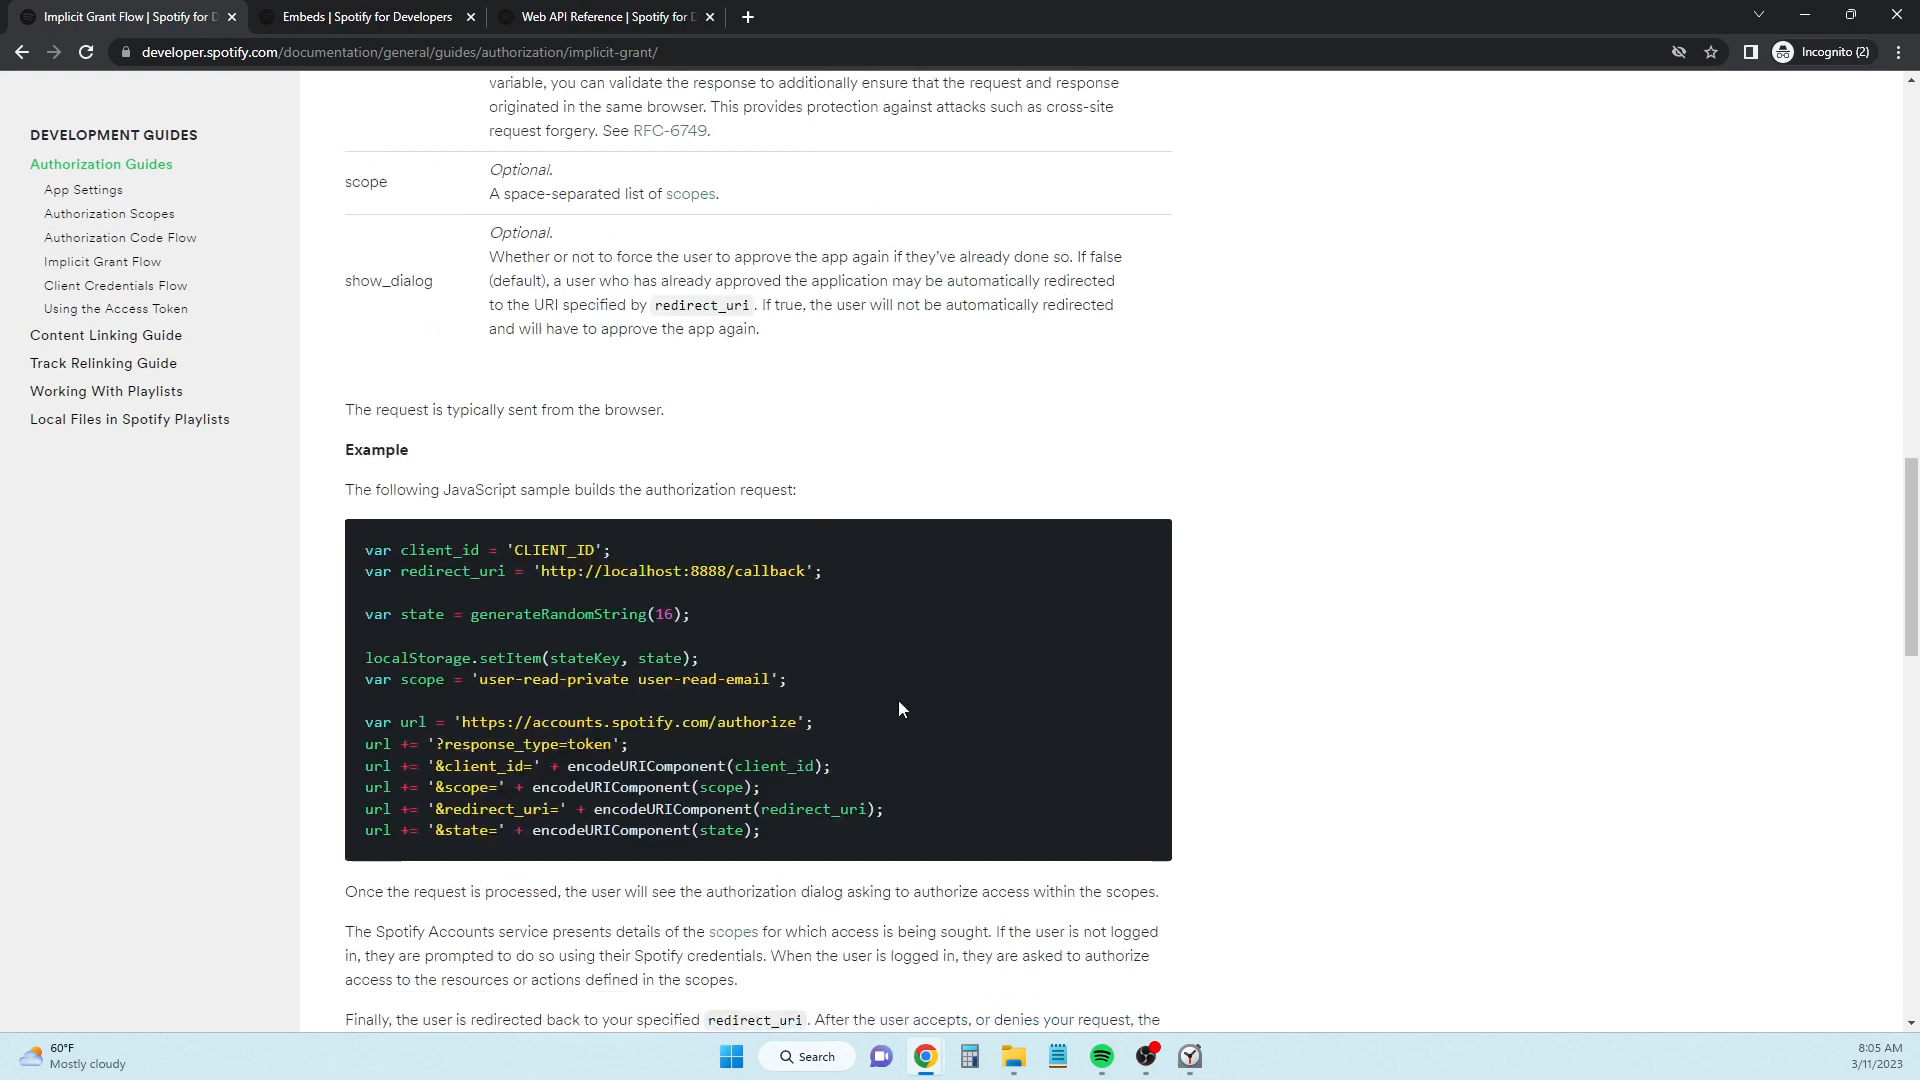 Implicit Grant Flow | Spotify for D
Embeds | Spotify for Developers
Web API Reference | Spotify for D
developer.spotify.com/documentation/general/guides/authorization/implicit-grant/
Incognito (2)
DEVELOPMENT GUIDES
Authorization Guides
App Settings
Authorization Scopes
Authorization Code Flow
Implicit Grant Flow
Client Credentials Flow
Using the Access Token
Content Linking Guide
Track Relinking Guide
Working With Playlists
Local Files in Spotify Playlists
variable, you can validate the response to additionally ensure that the request and response
originated in the same browser. This provides protection against attacks such as cross-site
request forgery. See RFC-6749.
scope
Optional.
A space-separated list of scopes.
show_dialog
Optional.
Whether or not to force the user to approve the app again if they've already done so. If false
(default), a user who has already approved the application may be automatically redirected
to the URI specified by redirect_uri. If true, the user will not be automatically redirected
and will have to approve the app again.
The request is typically sent from the browser.
Example
The following JavaScript sample builds the authorization request:
var client_id = 'CLIENT_ID';
var redirect_uri = 'http://localhost:8888/callback';
var state = generateRandomString(16);
localStorage.setItem(stateKey, state);
var scope = 'user-read-private user-read-email';
var url = 'https://accounts.spotify.com/authorize';
url += '?response_type=token';
url += '&client_id=' + encodeURIComponent(client_id);
url += '&scope=' + encodeURIComponent(scope);
url += '&redirect_uri=' + encodeURIComponent(redirect_uri);
url += '&state=' + encodeURIComponent(state);
Once the request is processed, the user will see the authorization dialog asking to authorize access within the scopes.
The Spotify Accounts service presents details of the scopes for which access is being sought. If the user is not logged
in, they are prompted to do so using their Spotify credentials. When the user is logged in, they are asked to authorize
access to the resources or actions defined in the scopes.
Finally, the user is redirected back to your specified redirect_uri. After the user accepts, or denies your request, the
60°F
Mostly cloudy
Search
8:05 AM
3/11/2023